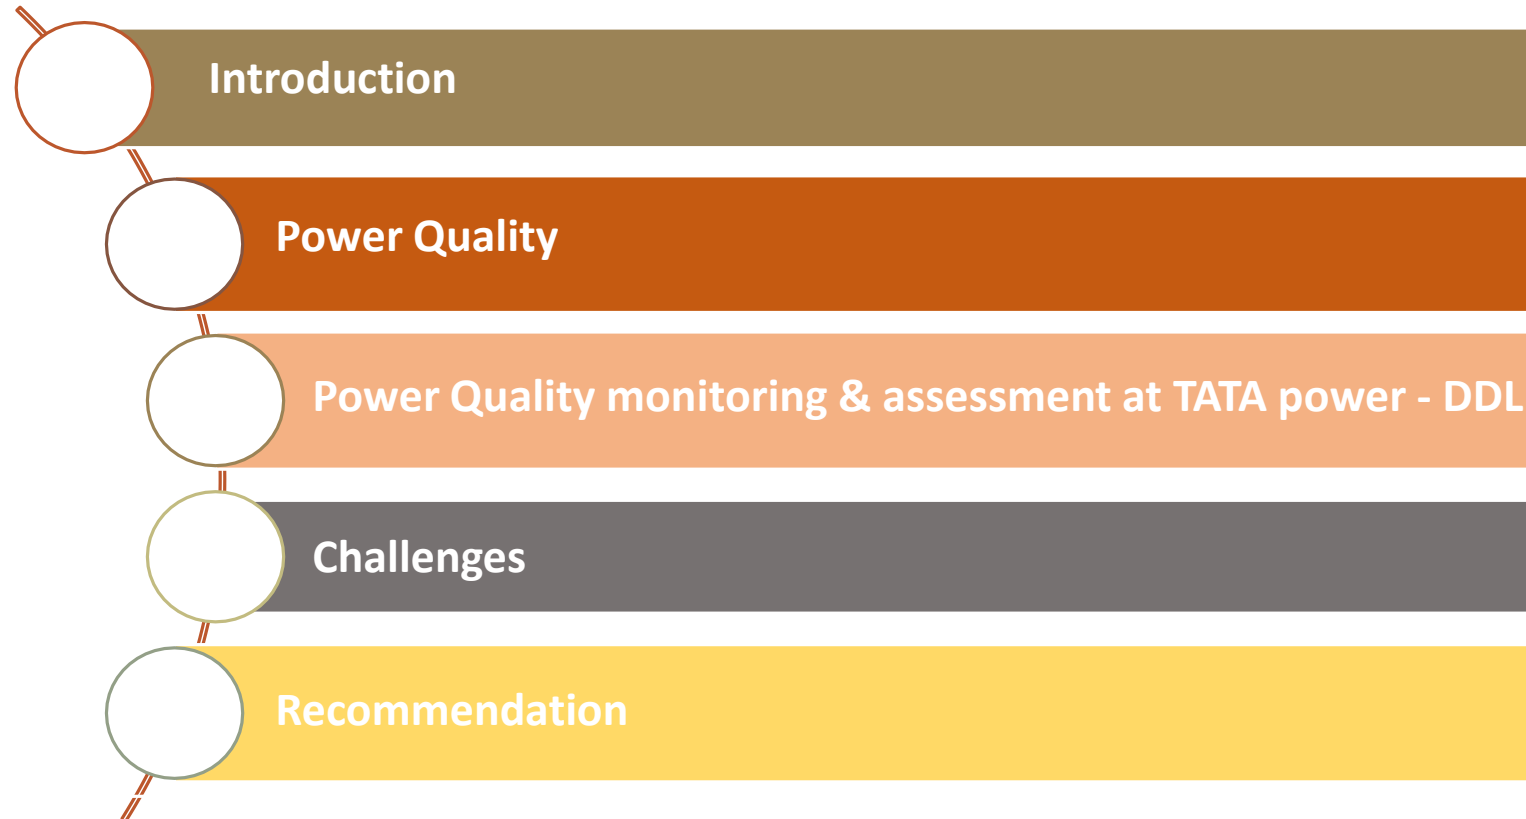 Introduction
Power Quality
Power Quality monitoring & assessment at TATA power - DDL
Challenges
Recommendation